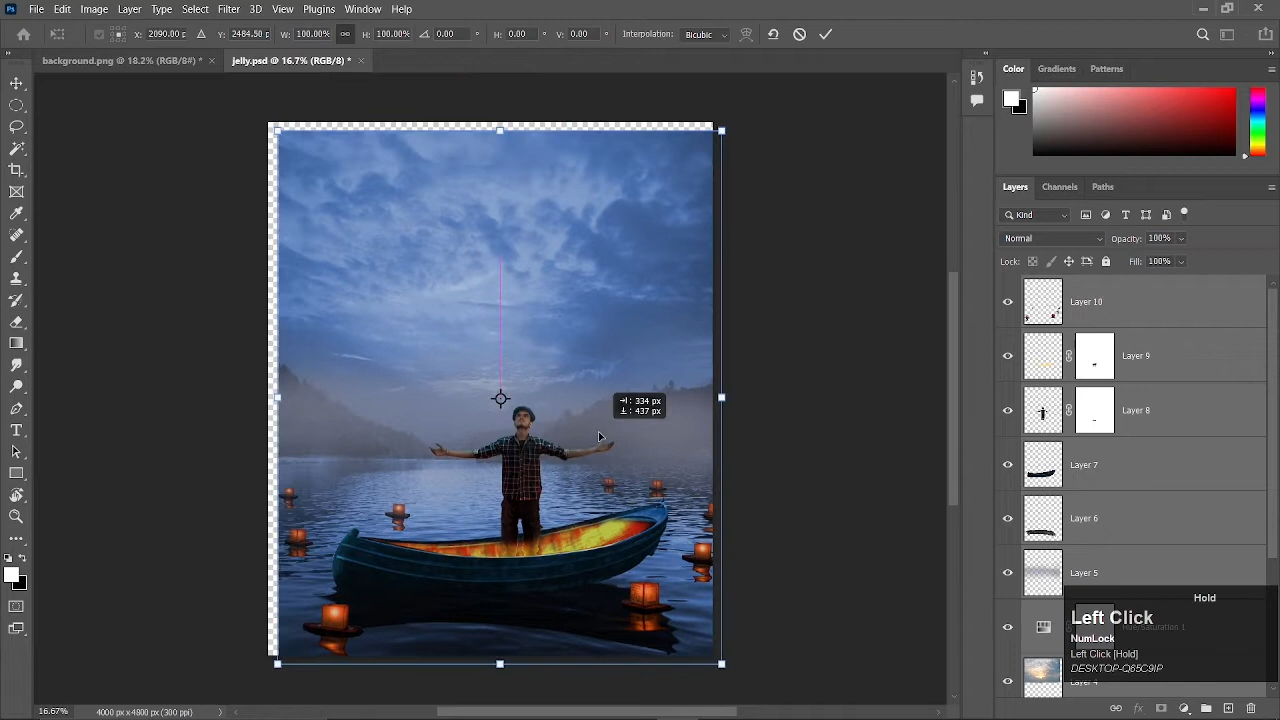 Ps File Edit Image Layer Type Select Filter 3D View Plugins Window Help
X: 2090.00 p Y: 2484.50 p W: 100.00% H: 100.00% 0.00 ° H: 0.00 ° V: 0.00 ° Interpolation: Bicubic
background.png @ 18.2% (RGB/8#) * × jelly.psd @ 16.7% (RGB/8) * ×
Color Gradients Patterns
Layers Channels Paths
Kind
Normal Opacity: 100%
Lock: Fill: 100%
Layer 10
Layer 9
Layer 8
Layer 7
Layer 6
Layer 5
: 334 px
: 437 px
Hold
Left Click
NumLock
Left Click [Hold]
DESKTOP-O65C9IP
16.67% 4000 px x 4800 px (300 ppi)